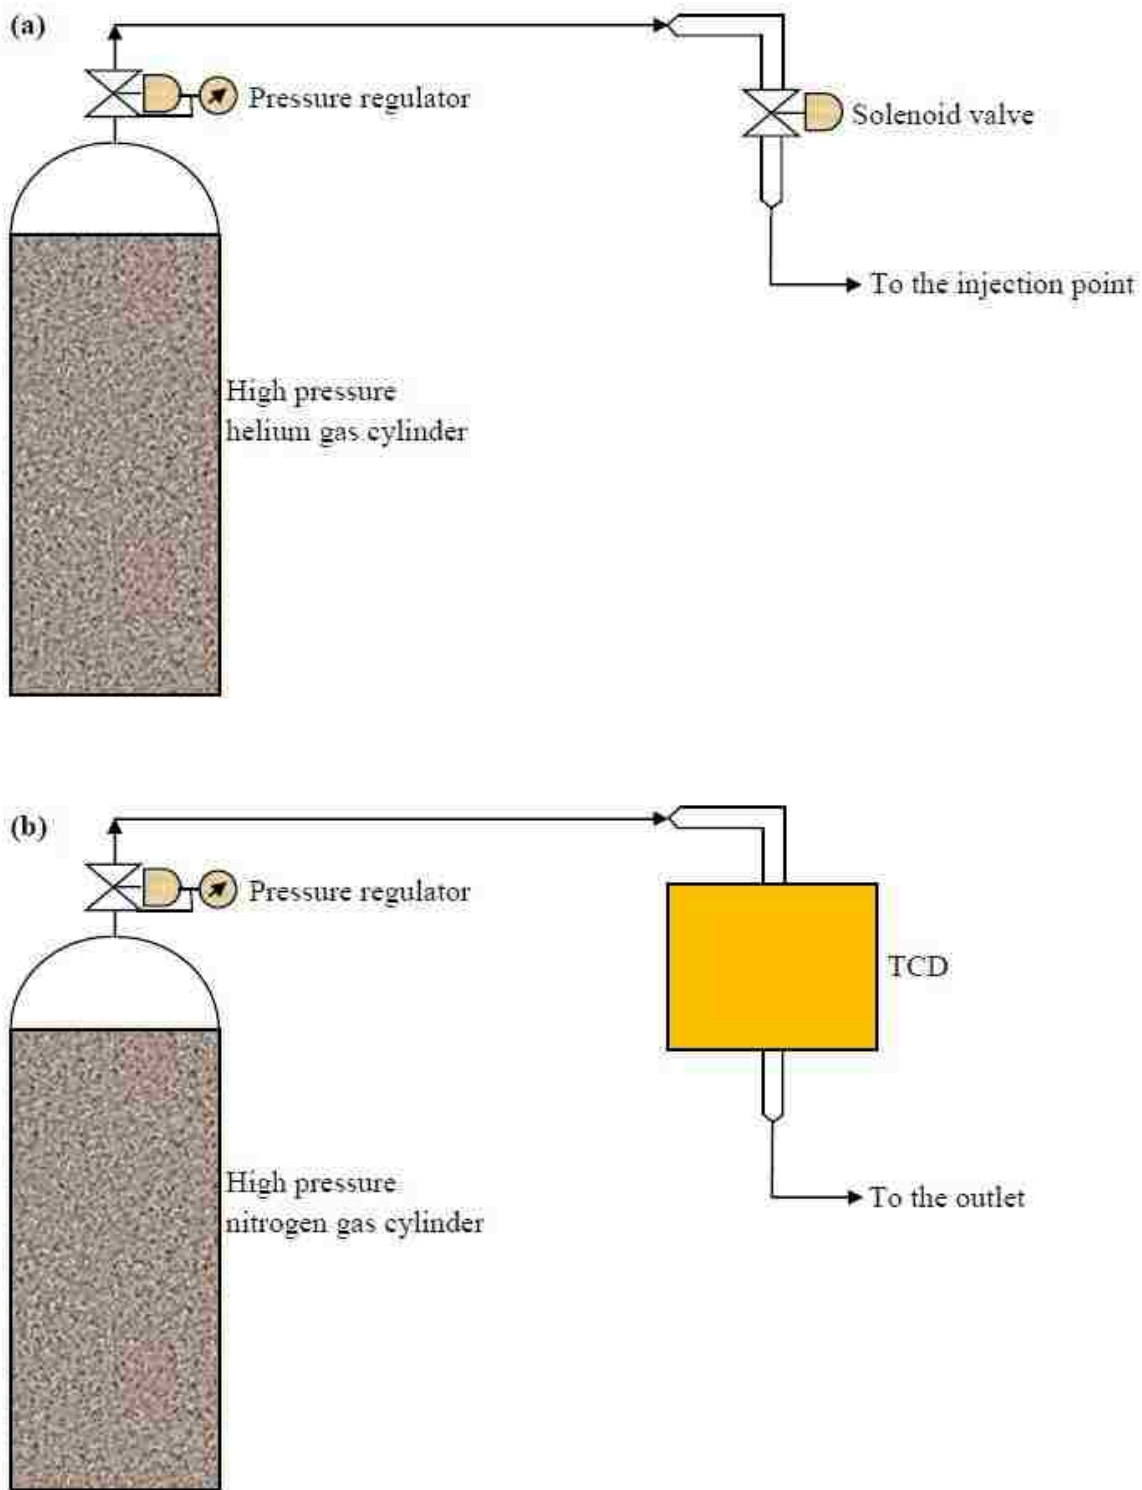 (a)
Pressure regulator
Solenoid valve
To the injection point
High pressure
helium gas cylinder
(b)
Pressure regulator
TCD
High pressure
nitrogen gas cylinder
To the outlet